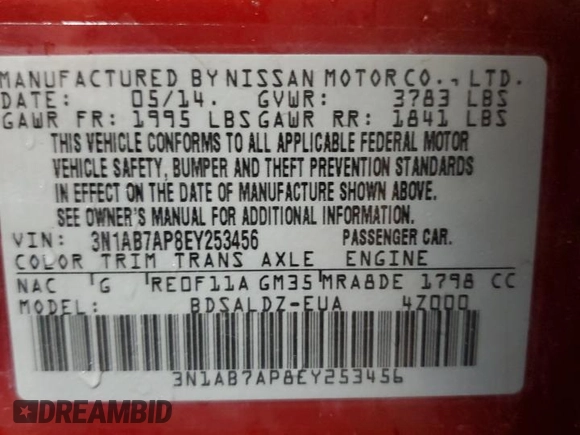 MANUFACTURED BY NISSAN MOTOR CO., LTD.
DATE: 05/14. GVWR: 3783 LBS
GAWR FR: 1995 LBS GAWR RR: 1841 LBS
THIS VEHICLE CONFORMS TO ALL APPLICABLE FEDERAL MOTOR
VEHICLE SAFETY, BUMPER AND THEFT PREVENTION STANDARDS
IN EFFECT ON THE DATE OF MANUFACTURE SHOWN ABOVE.
SEE OWNER'S MANUAL FOR ADDITIONAL INFORMATION.
VIN: 3N1AB7AP8EY253456 PASSENGER CAR.
COLOR TRIM TRANS AXLE ENGINE
NAC G RE0F11A GM35 MRA8DE 1798 CC
MODEL: BDSALDZ-EUA 4Z000
3N1AB7AP8EY253456
DREAMBID